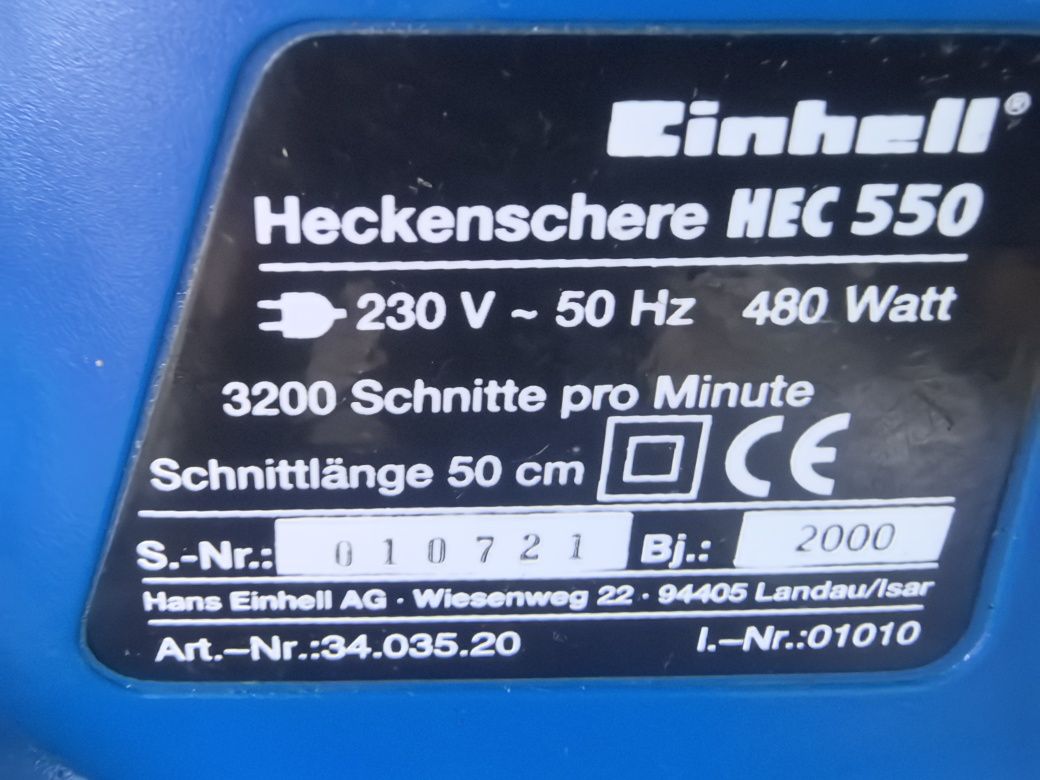 Einhell®
Heckenschere HEC 550
230 V ~ 50 Hz 480 Watt
3200 Schnitte pro Minute
Schnittlänge 50 cm CE
S.-Nr.: 010721 Bj.: 2000
Hans Einhell AG · Wiesenweg 22 · 94405 Landau/Isar
Art.-Nr.:34.035.20 I.-Nr.:01010